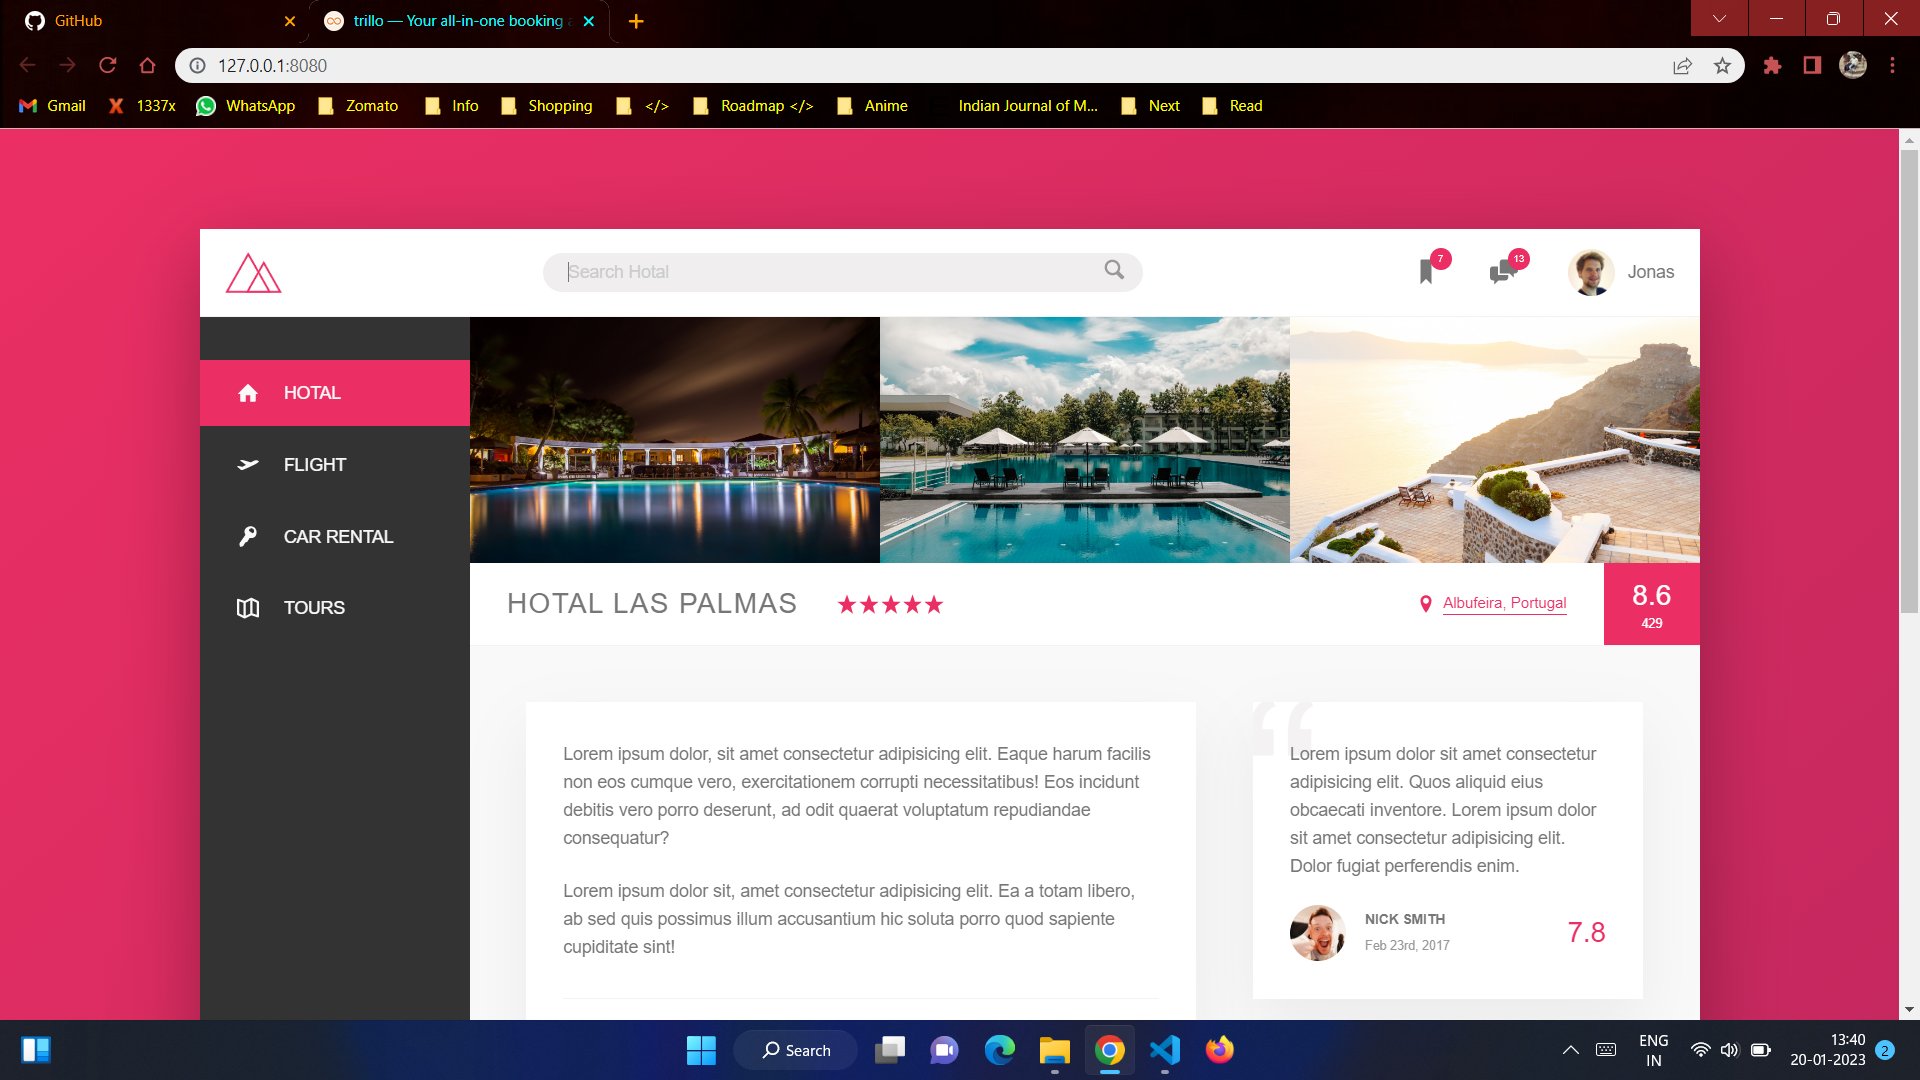 GitHub
trillo — Your all-in-one booking
127.0.0.1:8080
Gmail 1337x WhatsApp Zomato Info Shopping </> Roadmap </> Anime Indian Journal of M... Next Read
Search Hotal
7
13
Jonas
HOTAL
FLIGHT
CAR RENTAL
TOURS
HOTAL LAS PALMAS
Albufeira, Portugal
8.6
429
Lorem ipsum dolor, sit amet consectetur adipisicing elit. Eaque harum facilis
non eos cumque vero, exercitationem corrupti necessitatibus! Eos incidunt
debitis vero porro deserunt, ad odit quaerat voluptatum repudiandae
consequatur?
Lorem ipsum dolor sit, amet consectetur adipisicing elit. Ea a totam libero,
ab sed quis possimus illum accusantium hic soluta porro quod sapiente
cupiditate sint!
“
Lorem ipsum dolor sit amet consectetur
adipisicing elit. Quos aliquid eius
obcaecati inventore. Lorem ipsum dolor
sit amet consectetur adipisicing elit.
Dolor fugiat perferendis enim.
NICK SMITH
Feb 23rd, 2017
7.8
Search
ENG
IN
13:40
20-01-2023
2